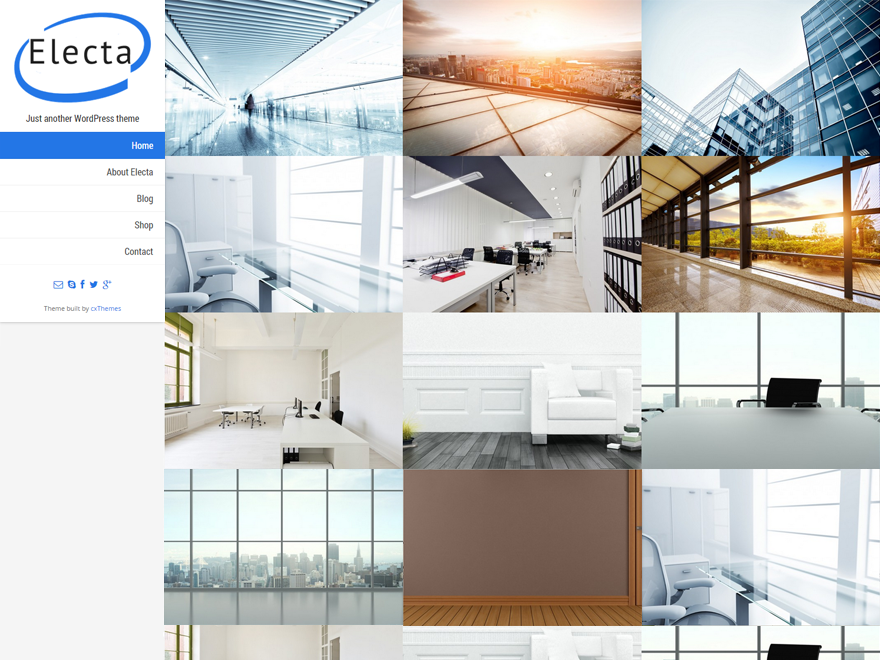 Electa
Just another WordPress theme
Home
About Electa
Blog
Shop
Contact
Theme built by cxThemes